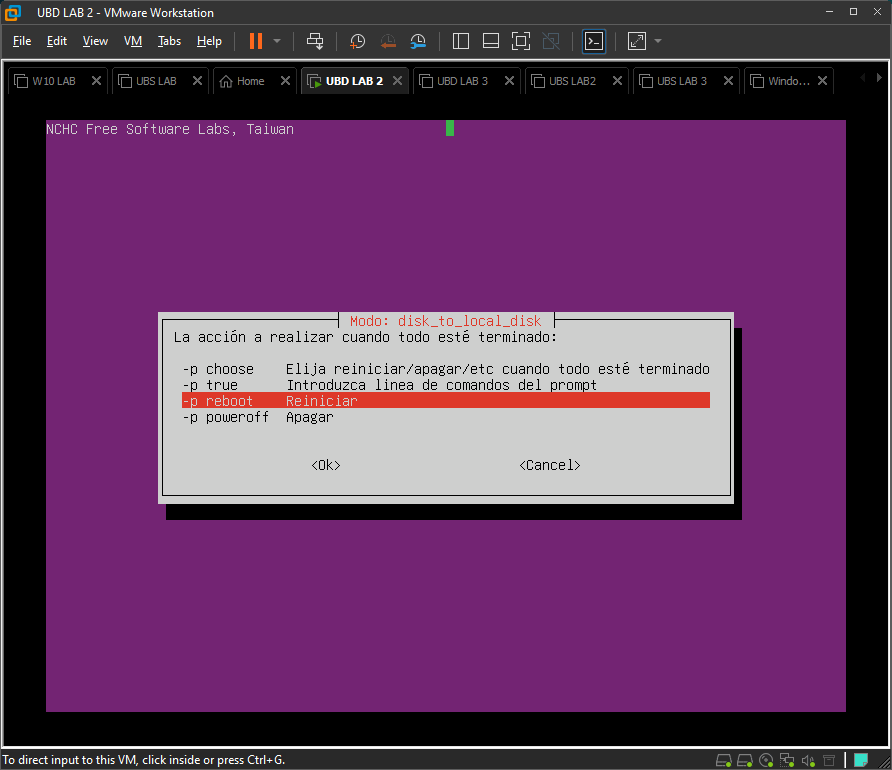 UBD LAB 2 - VMware Workstation
File Edit View VM Tabs Help
W10 LAB UBS LAB Home UBD LAB 2 UBD LAB 3 UBS LAB2 UBS LAB 3 Windo...
NCHC Free Software Labs, Taiwan
Modo: disk_to_local_disk
La acción a realizar cuando todo esté terminado:
-p choose Elija reiniciar/apagar/etc cuando todo esté terminado
-p true Introduzca linea de comandos del prompt
-p reboot Reiniciar
-p poweroff Apagar
<Ok> <Cancel>
To direct input to this VM, click inside or press Ctrl+G.